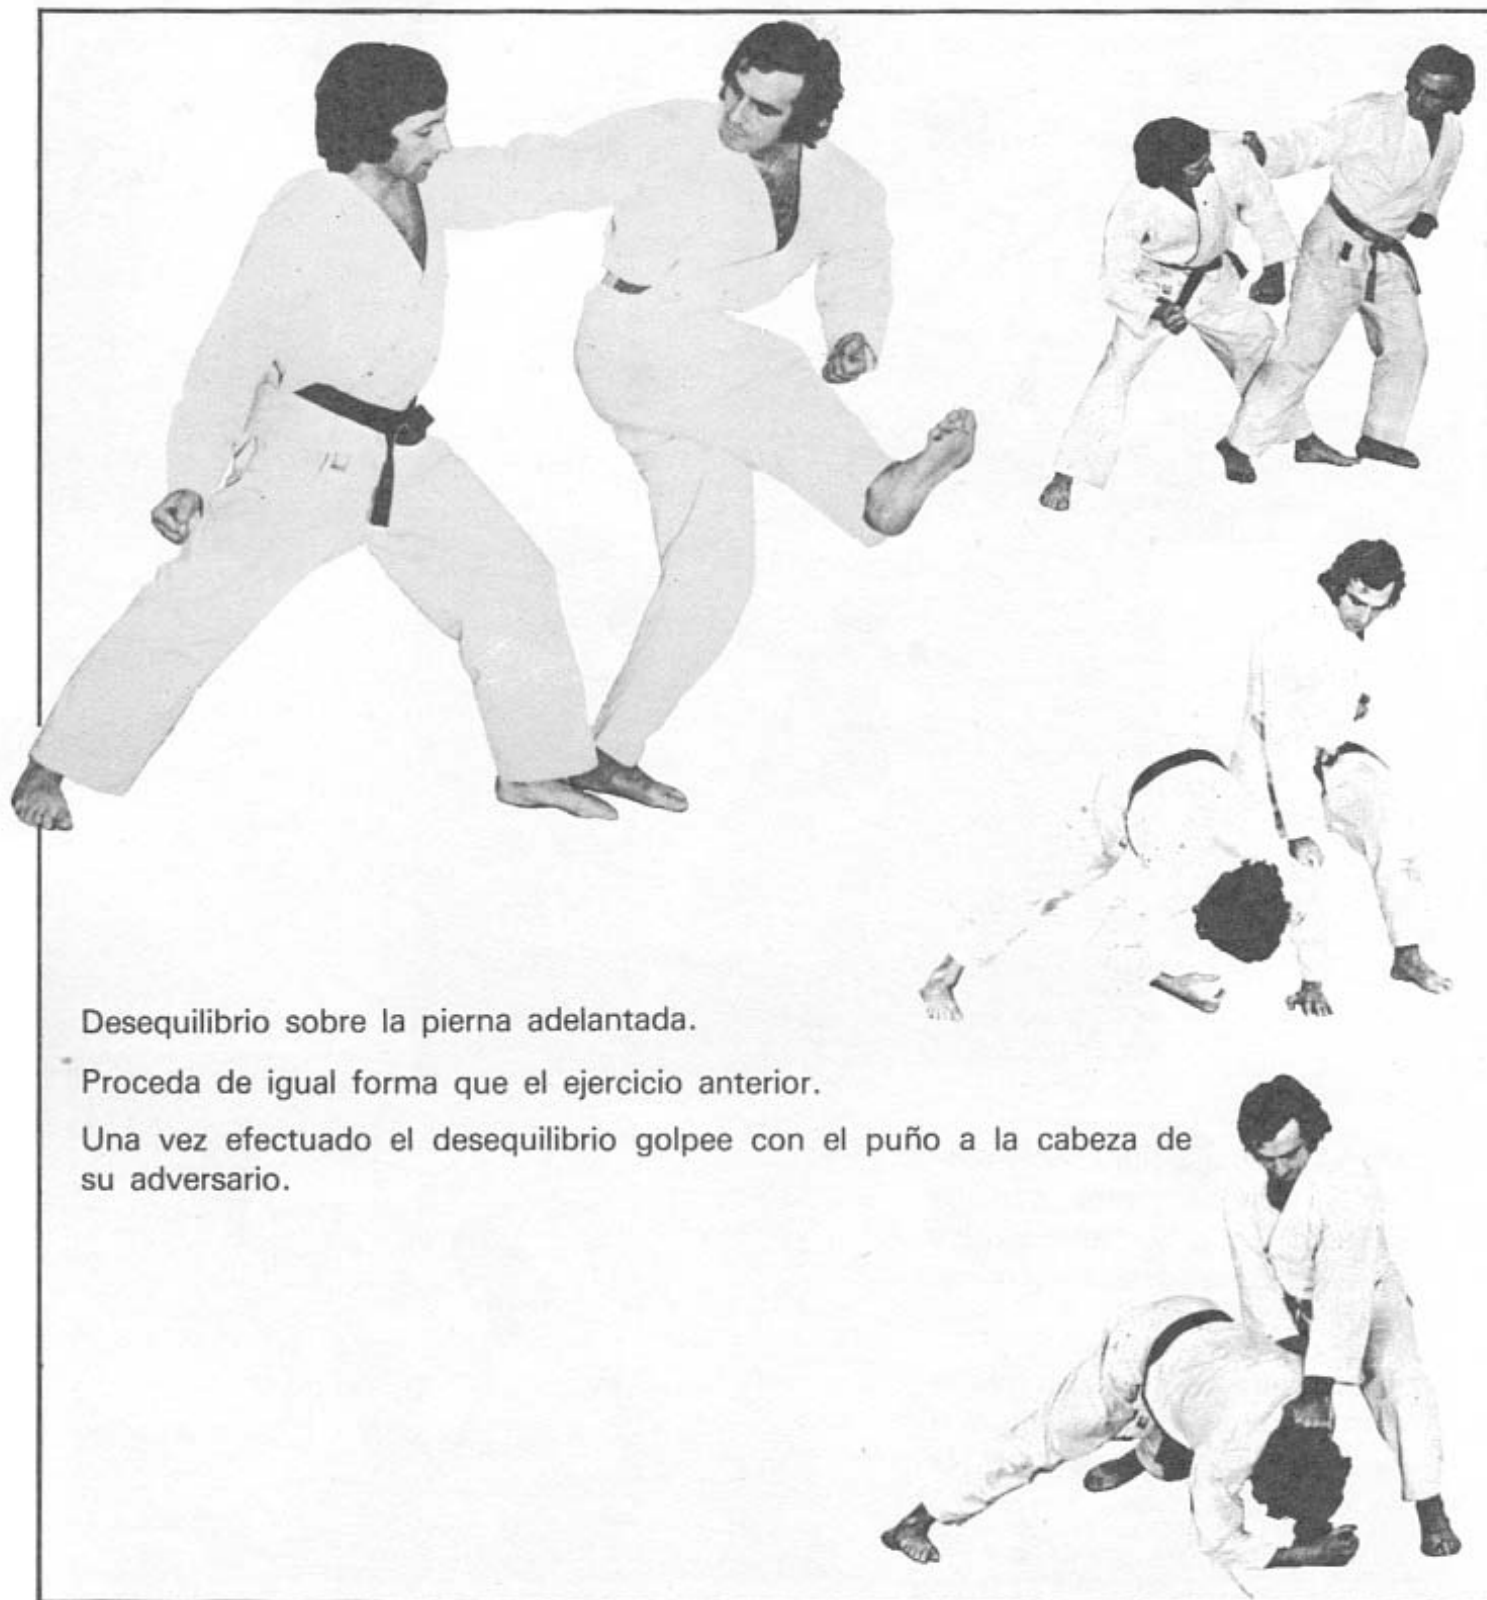 Desequilibrio sobre la pierna adelantada.
Proceda de igual forma que el ejercicio anterior.
Una vez efectuado el desequilibrio golpee con el puño a la cabeza de
su adversario.